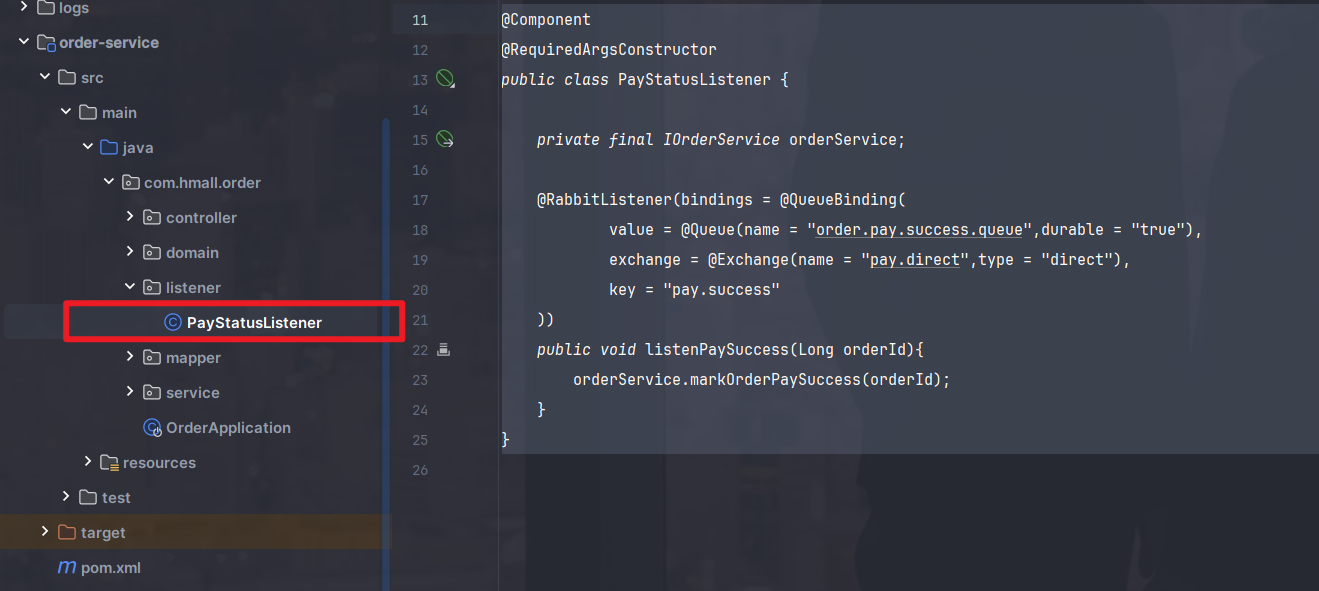 logs
order-service
src
main
java
com.hmall.order
controller
domain
listener
PayStatusListener
mapper
service
OrderApplication
resources
test
target
pom.xml
11 @Component
12 @RequiredArgsConstructor
13 public class PayStatusListener {
14
15 private final IOrderService orderService;
16
17 @RabbitListener(bindings = @QueueBinding(
18 value = @Queue(name = "order.pay.success.queue",durable = "true"),
19 exchange = @Exchange(name = "pay.direct",type = "direct"),
20 key = "pay.success"
21 ))
22 public void listenPaySuccess(Long orderId){
23 orderService.markOrderPaySuccess(orderId);
24 }
25 }
26